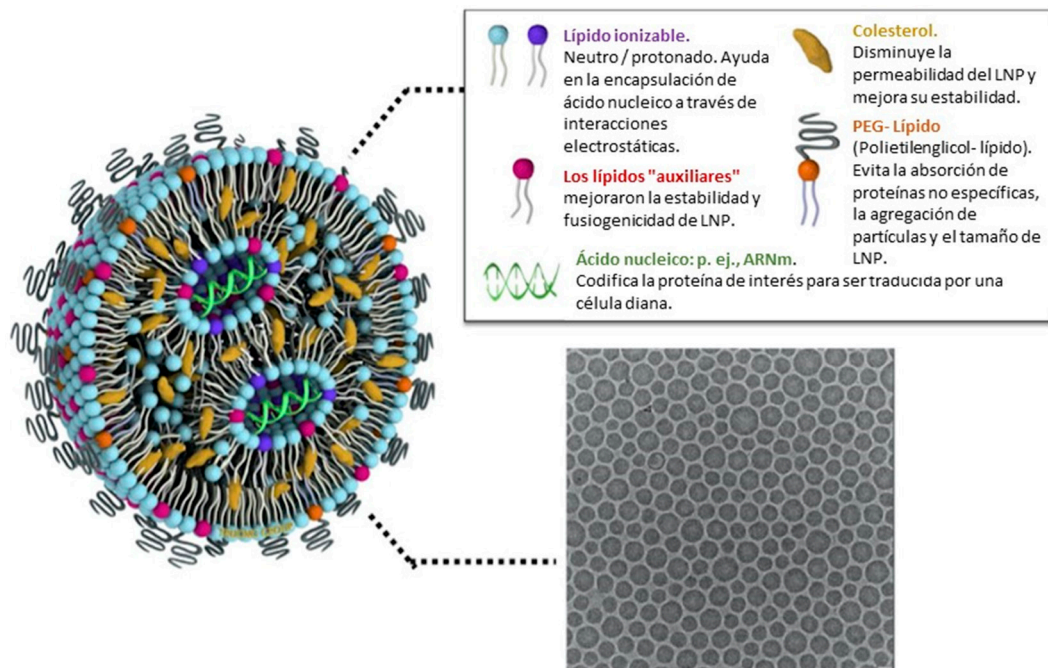 Lípido ionizable.
Neutro / protonado. Ayuda
en la encapsulación de
ácido nucleico a través de
interacciones
electrostáticas.
Los lípidos "auxiliares"
mejoraron la estabilidad y
fusiogenicidad de LNP.
Colesterol.
Disminuye la
permeabilidad del LNP y
mejora su estabilidad.
PEG- Lípido
(Polietilenglicol- lípido).
Evita la absorción de
proteínas no específicas,
la agregación de
partículas y el tamaño de
LNP.
Ácido nucleico: p. ej., ARNm.
Codifica la proteína de interés para ser traducida por una
célula diana.